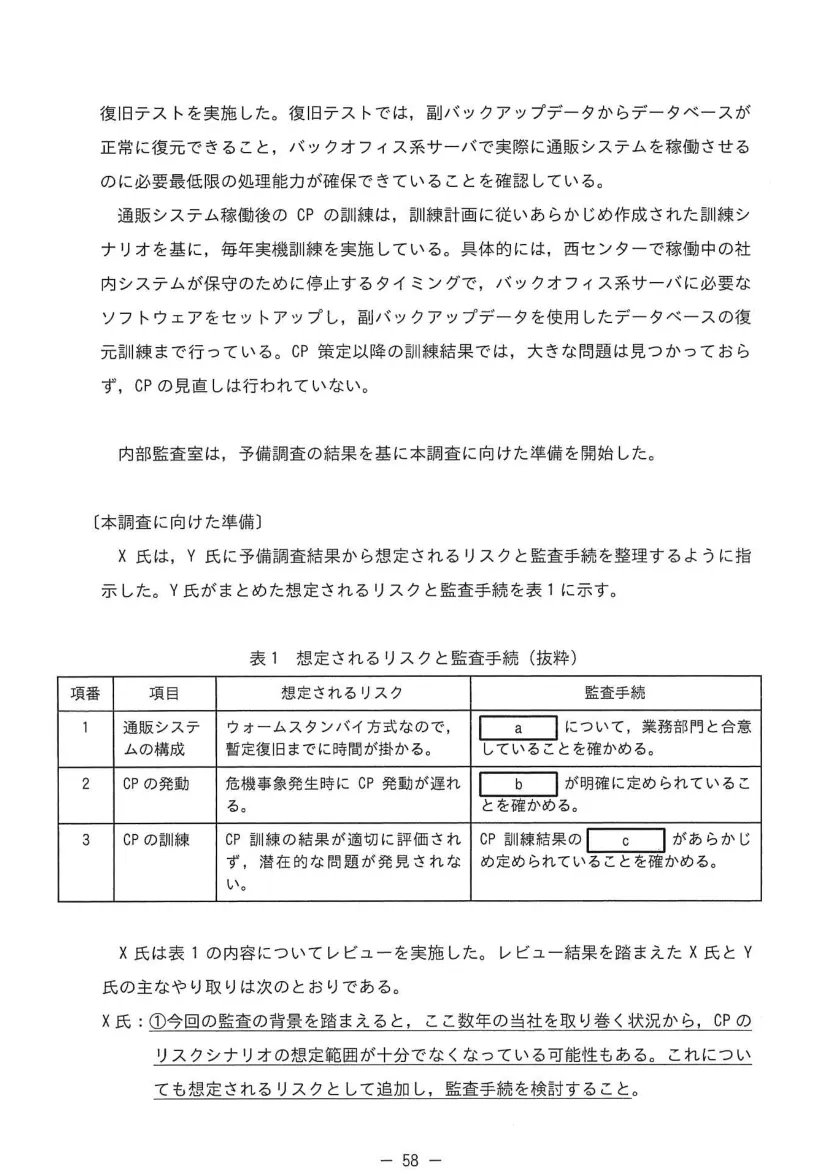 復旧テストを実施した。復旧テストでは，副バックアップデータからデータベースが
正常に復元できること，バックオフィス系サーバで実際に通販システムを稼働させる
のに必要最低限の処理能力が確保できていることを確認している。
通販システム稼働後の CP の訓練は，訓練計画に従いあらかじめ作成された訓練シ
ナリオを基に，毎年実機訓練を実施している。具体的には，西センターで稼働中の社
内システムが保守のために停止するタイミングで，バックオフィス系サーバに必要な
ソフトウェアをセットアップし，副バックアップデータを使用したデータベースの復
元訓練まで行っている。CP 策定以降の訓練結果では，大きな問題は見つかっておら
ず，CP の見直しは行われていない。
内部監査室は，予備調査の結果を基に本調査に向けた準備を開始した。
〔本調査に向けた準備〕
X 氏は，Y 氏に予備調査結果から想定されるリスクと監査手続を整理するように指
示した。Y 氏がまとめた想定されるリスクと監査手続を表 1 に示す。
表 1 想定されるリスクと監査手続（抜粋）
項番 項目 想定されるリスク 監査手続
1 通販システ ウォームスタンバイ方式なので， a について，業務部門と合意
ムの構成 暫定復旧までに時間が掛かる。 していることを確かめる。
2 CP の発動 危機事象発生時に CP 発動が遅れ b が明確に定められているこ
る。 とを確かめる。
3 CP の訓練 CP 訓練の結果が適切に評価され CP 訓練結果の c があらかじ
ず，潜在的な問題が発見されな め定められていることを確かめる。
い。
X 氏は表 1 の内容についてレビューを実施した。レビュー結果を踏まえた X 氏と Y
氏の主なやり取りは次のとおりである。
X 氏：①今回の監査の背景を踏まえると，ここ数年の当社を取り巻く状況から，CP の
リスクシナリオの想定範囲が十分でなくなっている可能性もある。これについ
ても想定されるリスクとして追加し，監査手続を検討すること。
－ 58 －